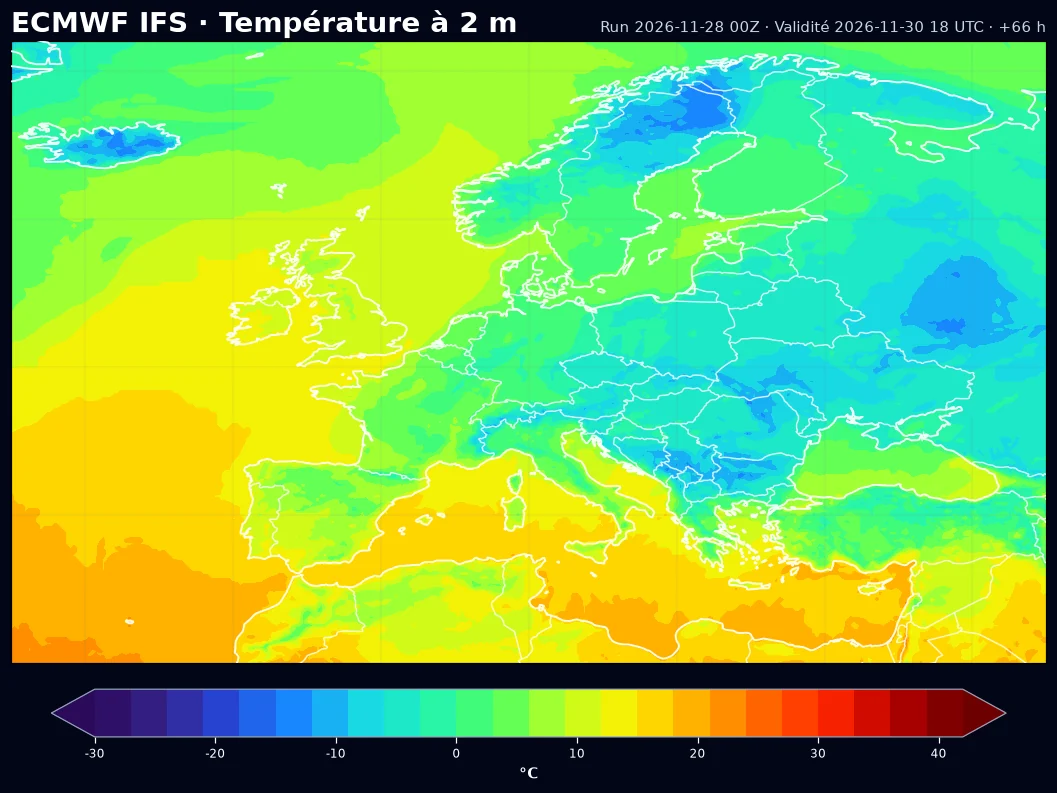 ECMWF IFS · Température à 2 m
Run 2026-11-28 00Z · Validité 2026-11-30 18 UTC · +66 h
-30 -20 -10 0 10 20 30 40
°C